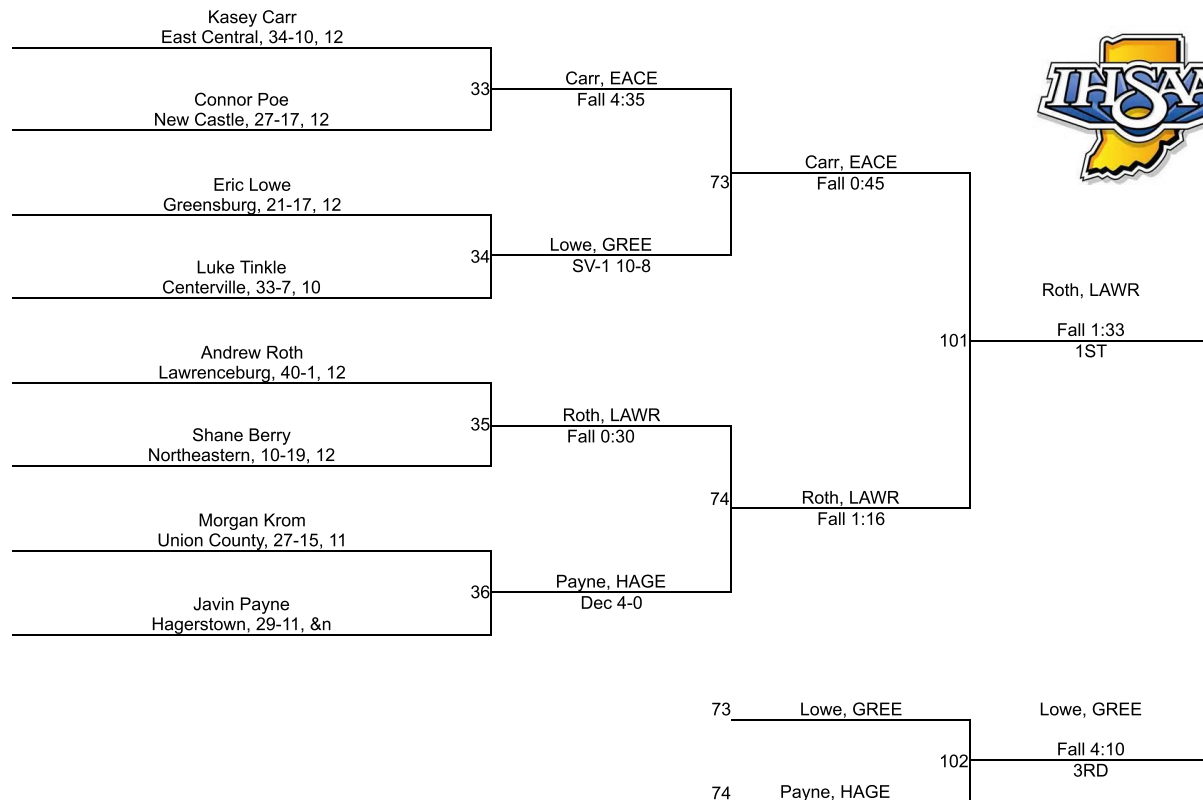 Kasey Carr
East Central, 34-10, 12
Connor Poe
New Castle, 27-17, 12
33
Carr, EACE
Fall 4:35
Eric Lowe
Greensburg, 21-17, 12
Luke Tinkle
Centerville, 33-7, 10
34
Lowe, GREE
SV-1 10-8
73
Carr, EACE
Fall 0:45
Andrew Roth
Lawrenceburg, 40-1, 12
Shane Berry
Northeastern, 10-19, 12
35
Roth, LAWR
Fall 0:30
Morgan Krom
Union County, 27-15, 11
Javin Payne
Hagerstown, 29-11, &n
36
Payne, HAGE
Dec 4-0
74
Roth, LAWR
Fall 1:16
IHSAA
101
Roth, LAWR
Fall 1:33
1ST
73
Lowe, GREE
74
Payne, HAGE
102
Lowe, GREE
Fall 4:10
3RD